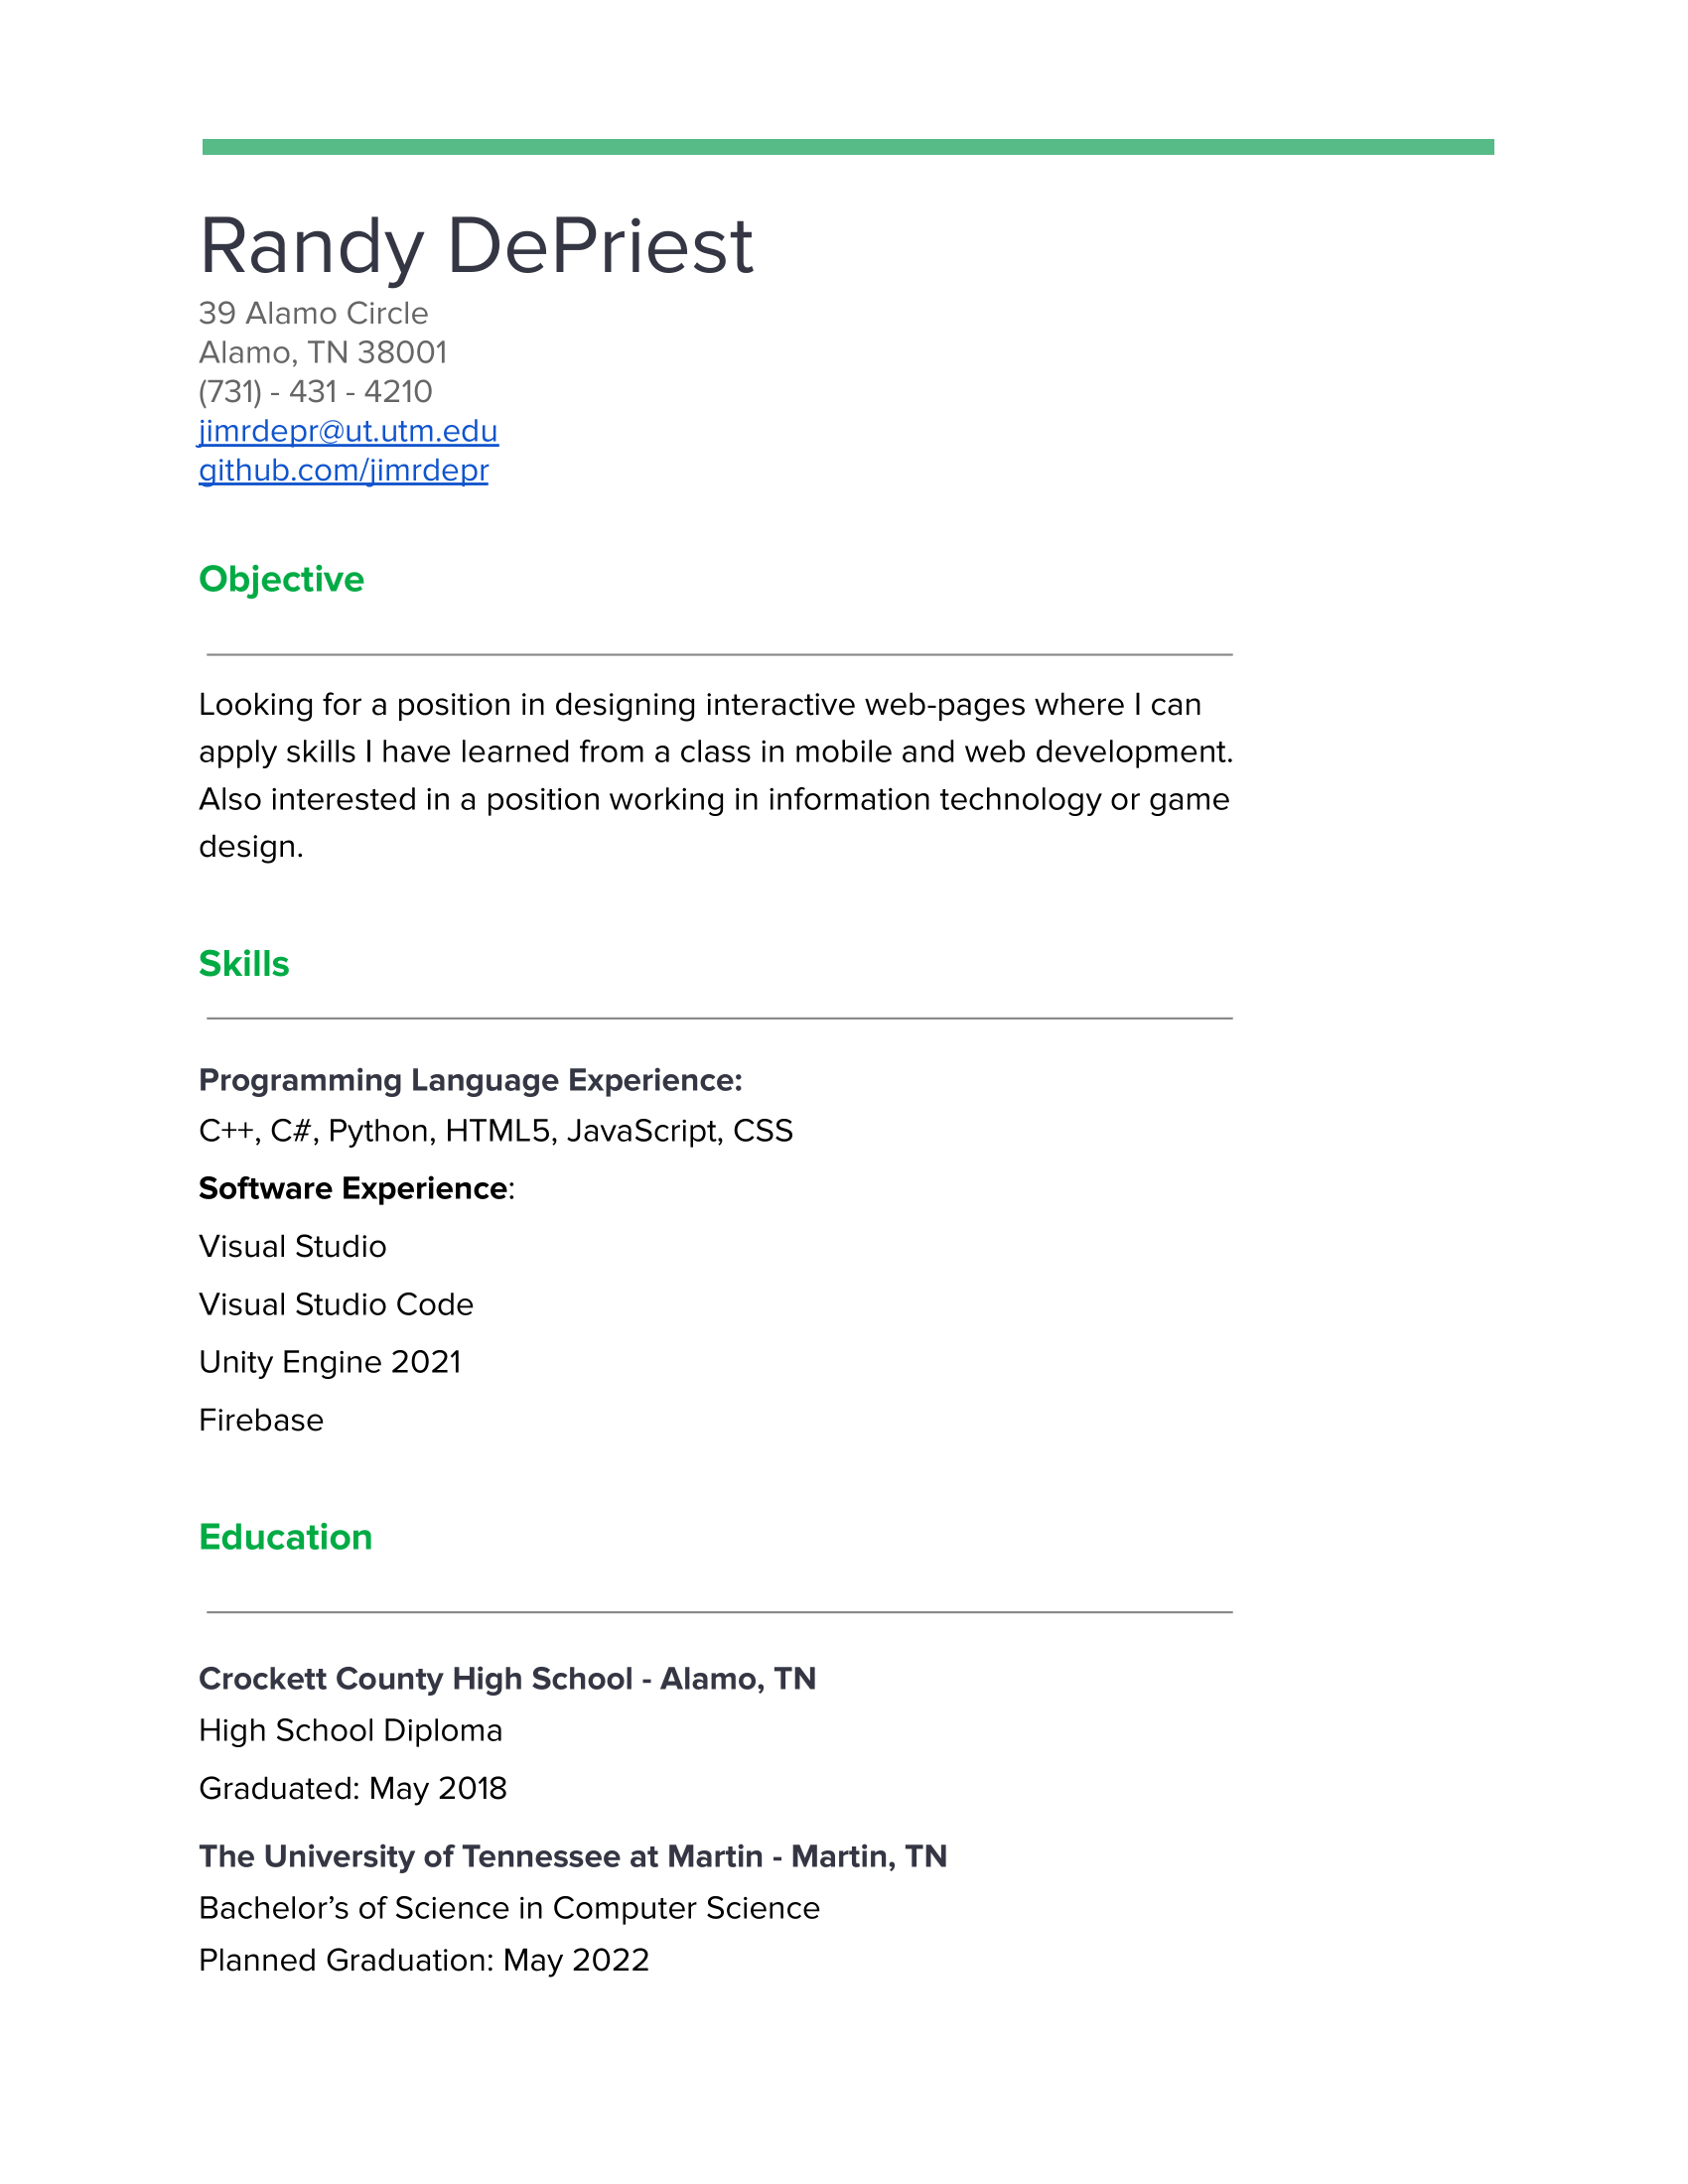 Randy DePriest
39 Alamo Circle
Alamo, TN 38001
(731) - 431 - 4210
jimrdepr@ut.utm.edu
github.com/jimrdepr
Objective
Looking for a position in designing interactive web-pages where I can
apply skills I have learned from a class in mobile and web development.
Also interested in a position working in information technology or game
design.
Skills
Programming Language Experience:
C++, C#, Python, HTML5, JavaScript, CSS
Software Experience:
Visual Studio
Visual Studio Code
Unity Engine 2021
Firebase
Education
Crockett County High School - Alamo, TN
High School Diploma
Graduated: May 2018
The University of Tennessee at Martin - Martin, TN
Bachelor’s of Science in Computer Science
Planned Graduation: May 2022